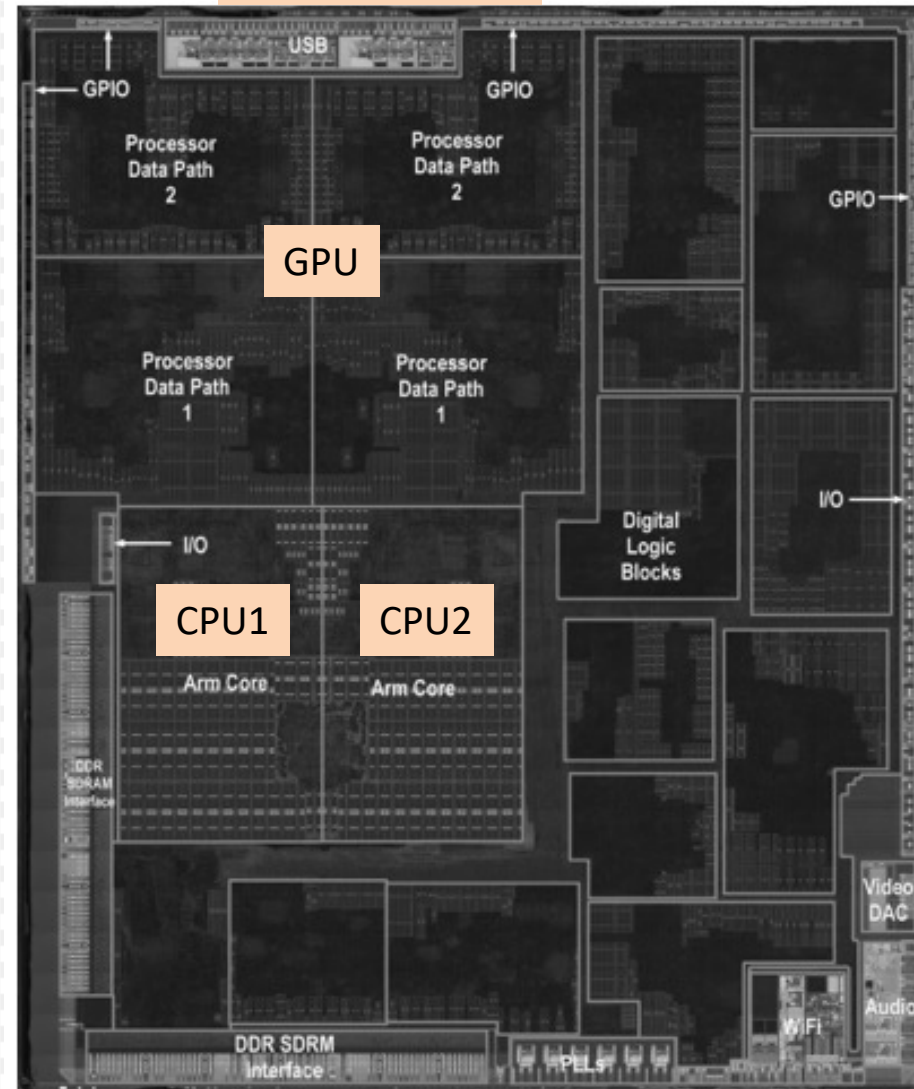 USB
GPIO
GPIO
Processor
Data Path
2
Processor
Data Path
2
GPIO
GPU
Processor
Data Path
1
Processor
Data Path
1
I/O
Digital
Logic
Blocks
I/O
CPU1
CPU2
Arm Core
Arm Core
DDR
SDRAM
Interface
Video
DAC
Audio
WiFi
DDR SDRM
Interface
PLLs